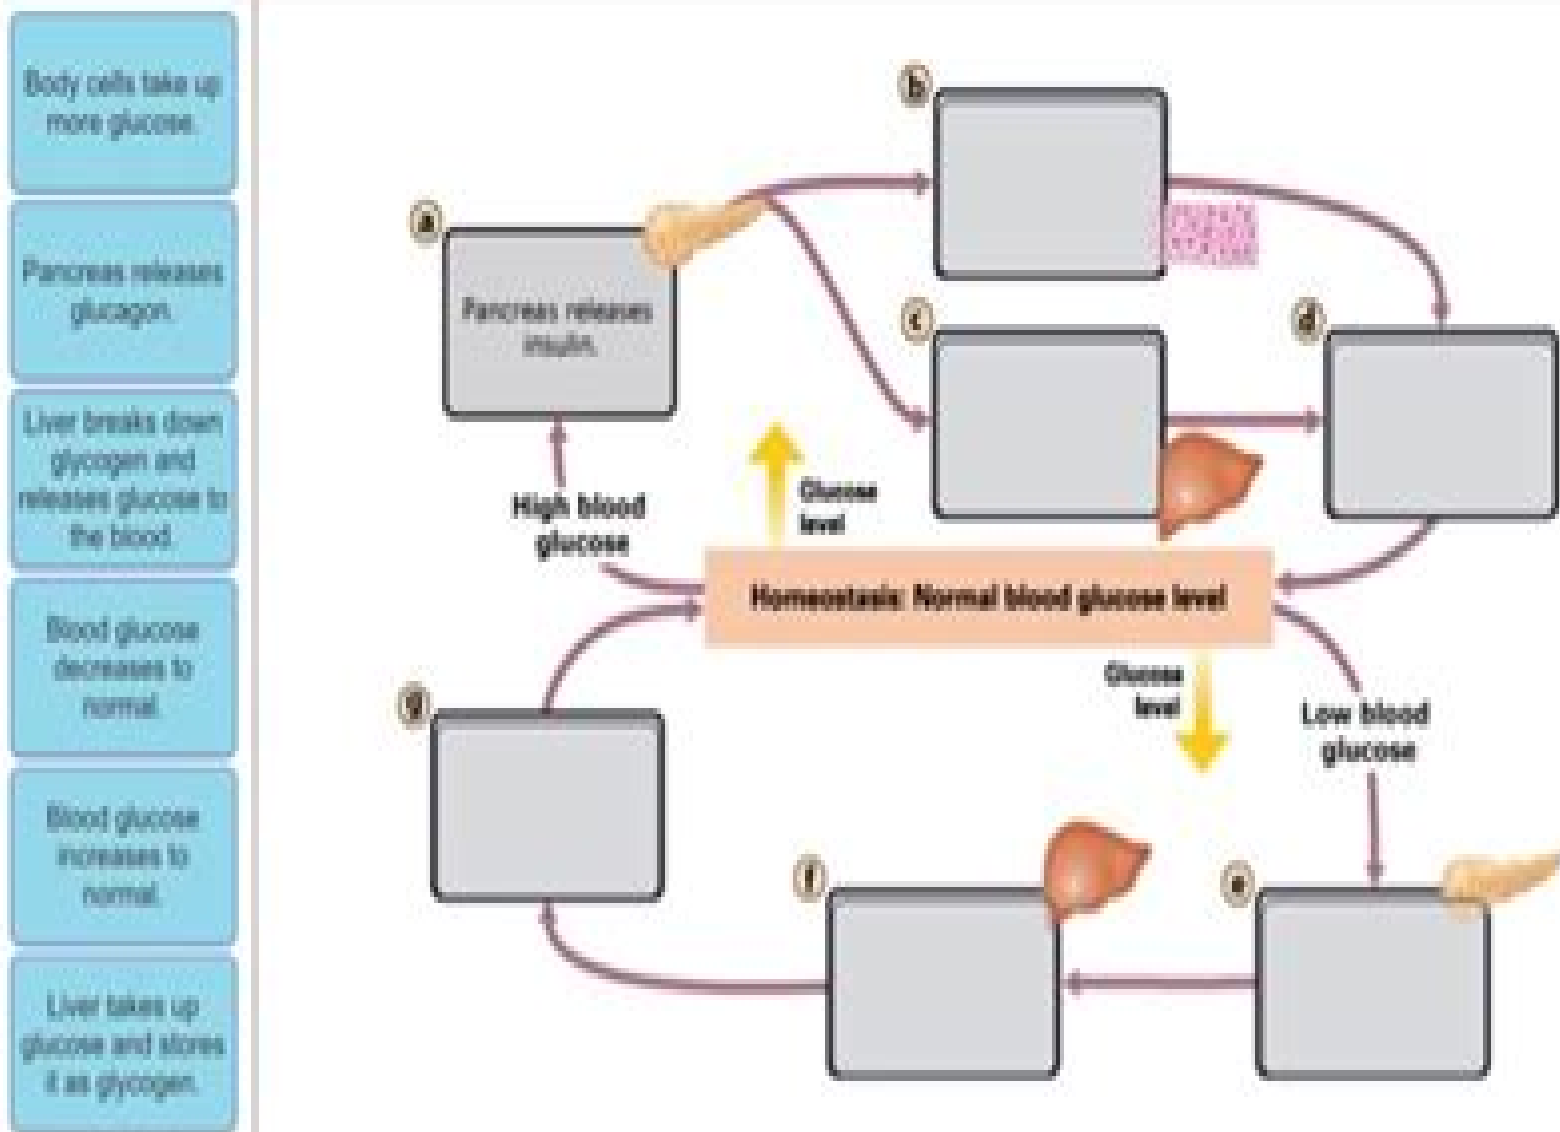 Body cells take up
more glucose.
Pancreas releases
glucagon.
Liver breaks down
glycogen and
releases glucose to
the blood.
Blood glucose
decreases to
normal.
Blood glucose
increases to
normal.
Liver takes up
glucose and stores
it as glycogen.
a
Pancreas releases
insulin.
b
c
d
High blood
glucose
Glucose
level
Homeostasis: Normal blood glucose level
Glucose
level
Low blood
glucose
e
f
g